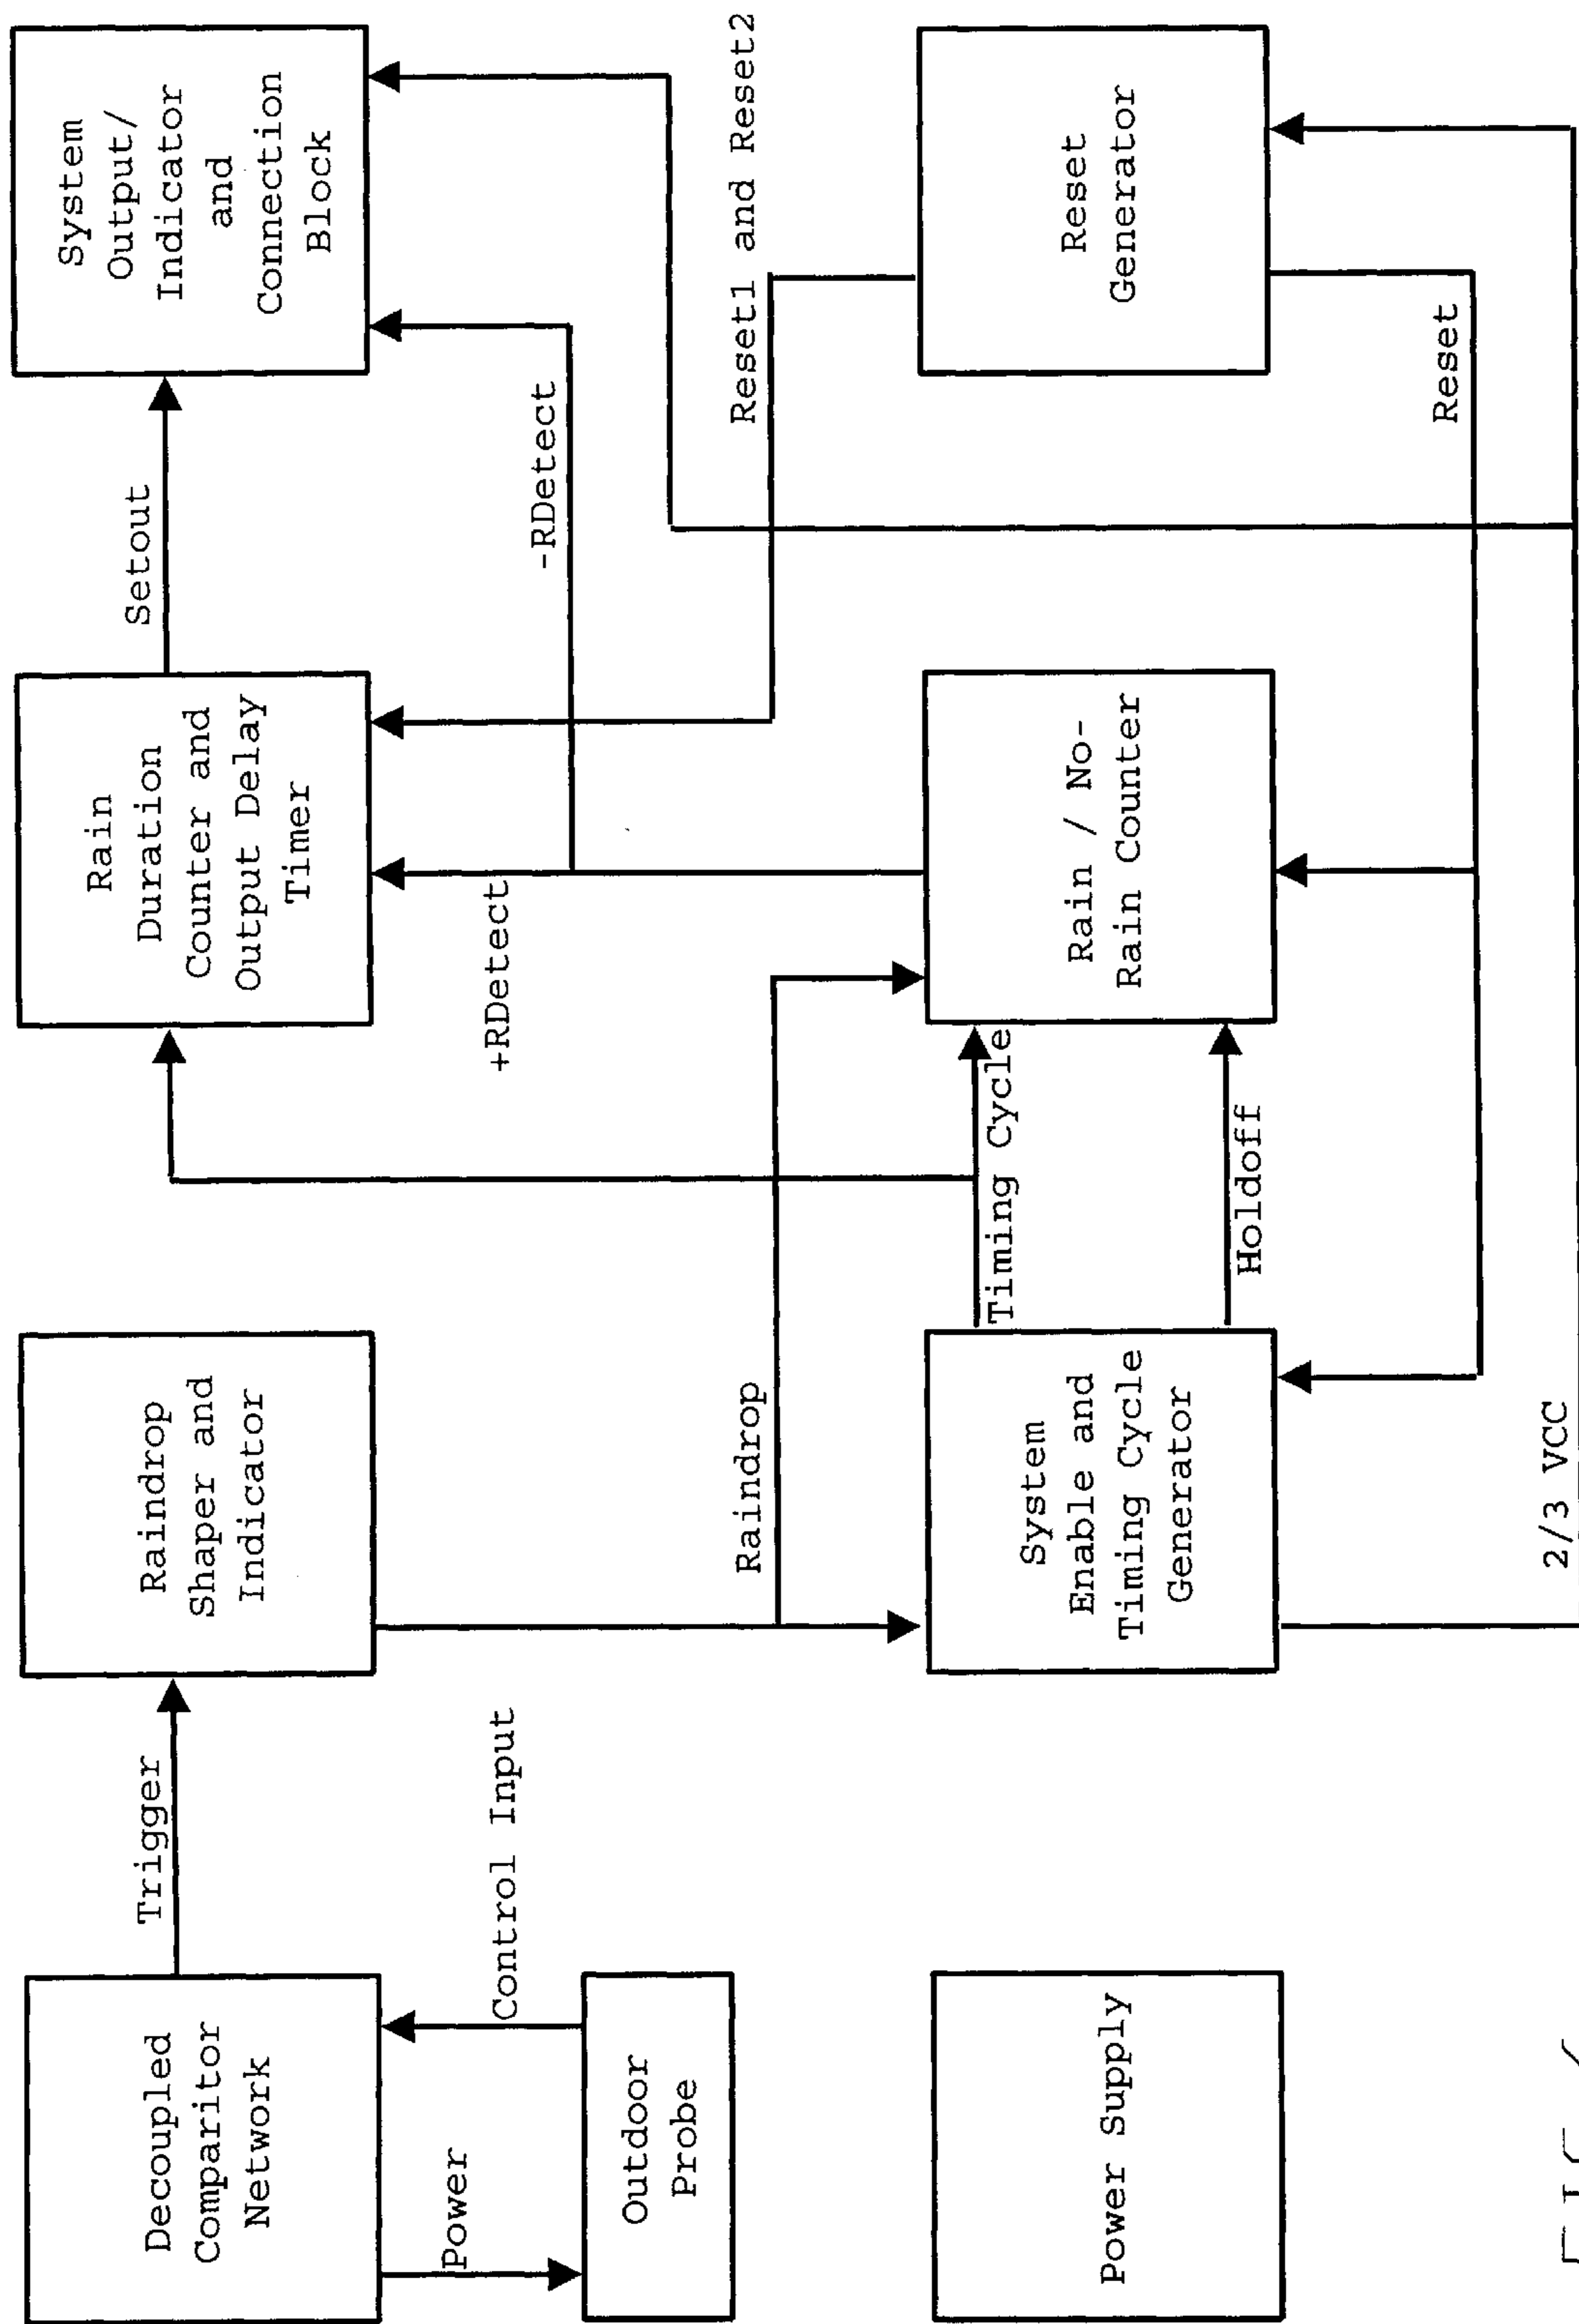 Decoupled
Comparitor
Network
Trigger
Raindrop
Shaper and
Indicator
Rain
Duration
Counter and
Output Delay
Timer
Setout
System
Output/
Indicator
and
Connection
Block
Power
Control Input
Outdoor
Probe
+RDetect
-RDetect
Raindrop
Reset1 and Reset2
Power Supply
System
Enable and
Timing Cycle
Generator
Timing Cycle
Holdoff
Rain / No-
Rain Counter
Reset
Generator
Reset
2/3 VCC